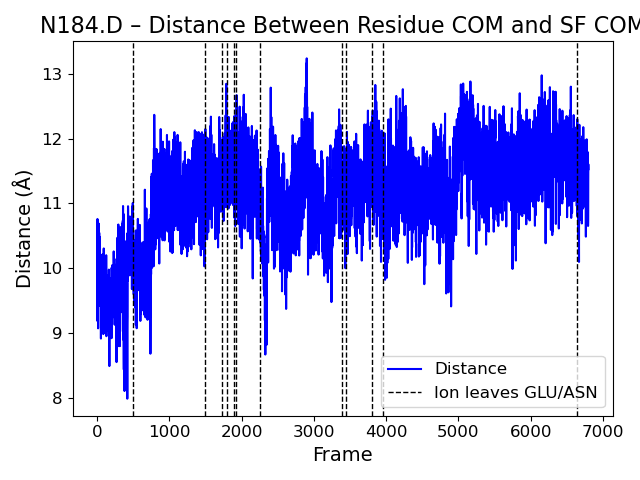 N184.D – Distance Between Residue COM and SF COM
13
12
11
10
9
8
Distance (Å)
0 1000 2000 3000 4000 5000 6000 7000
Frame
Distance
Ion leaves GLU/ASN